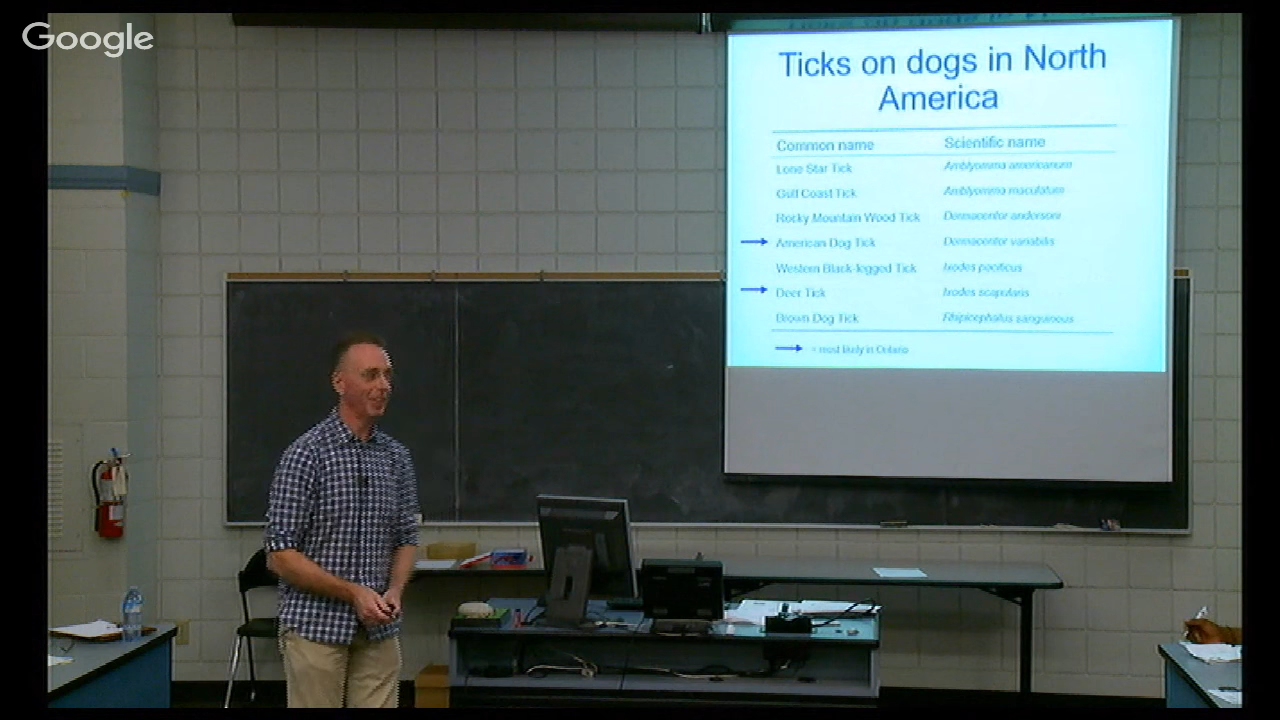 Google
Ticks on dogs in North
America
Common name Scientific name
Lone Star Tick Amblyomma americanum
Gulf Coast Tick Amblyomma maculatum
Rocky Mountain Wood Tick Dermacentor andersoni
American Dog Tick Dermacentor variabilis
Western Black-legged Tick Ixodes pacificus
Deer Tick Ixodes scapularis
Brown Dog Tick Rhipicephalus sanguineus
= most likely in Ontario